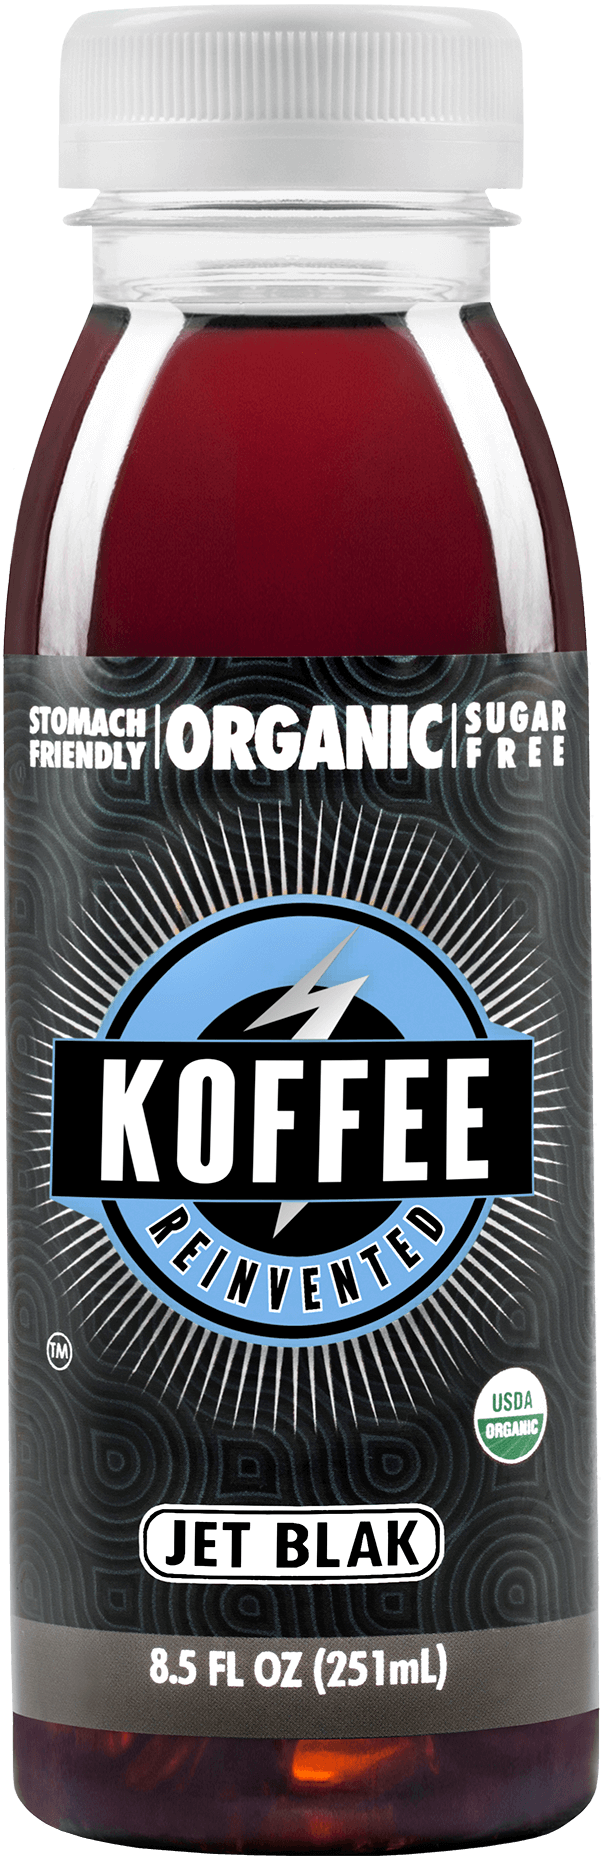 STOMACH FRIENDLY | ORGANIC | SUGAR FREE
KOFFEE
REINVENTED
TM
USDA
ORGANIC
JET BLAK
8.5 FL OZ (251mL)